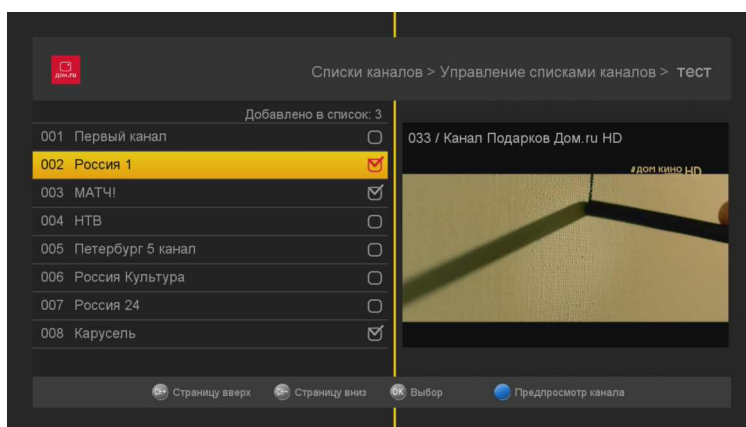 дом.ru
Списки каналов > Управление списками каналов > тест
Добавлено в список: 3
001 Первый канал
002 Россия 1
003 МАТЧ!
004 НТВ
005 Петербург 5 канал
006 Россия Культура
007 Россия 24
008 Карусель
033 / Канал Подарков Дом.ru HD
#ДОМ КИНО HD
CH+ Страницу вверх CH- Страницу вниз OK Выбор Предпросмотр канала